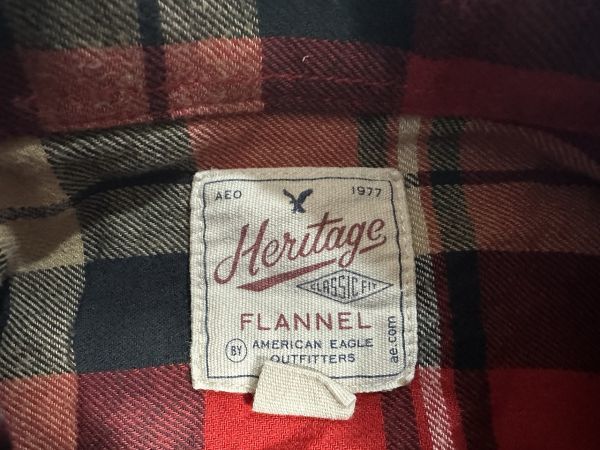 AEO 1977
Heritage
CLASSIC FIT
FLANNEL
BY AMERICAN EAGLE
OUTFITTERS
ae.com